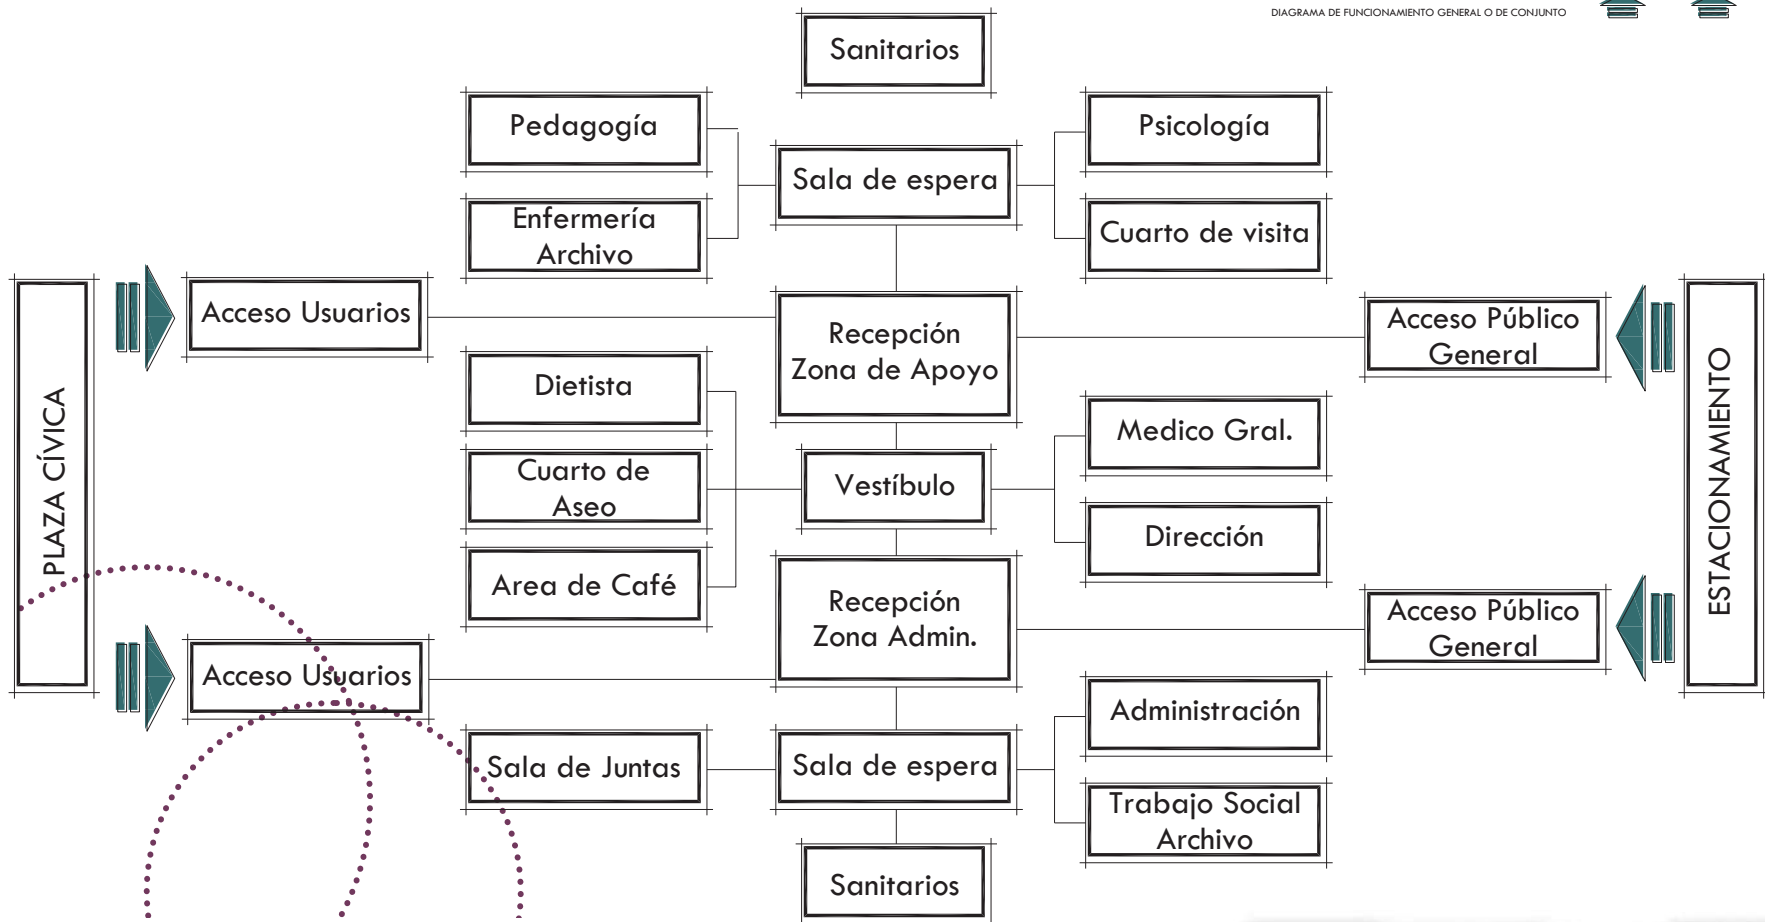 DIAGRAMA DE FUNCIONAMIENTO GENERAL O DE CONJUNTO
Sanitarios
Pedagogía
Psicología
Sala de espera
Enfermería
Archivo
Cuarto de visita
Acceso Usuarios
Recepción
Zona de Apoyo
Acceso Público
General
Dietista
Medico Gral.
PLAZA CÍVICA
ESTACIONAMIENTO
Cuarto de
Aseo
Vestíbulo
Dirección
Area de Café
Recepción
Zona Admin.
Acceso Público
General
Acceso Usuarios
Administración
Sala de Juntas
Sala de espera
Trabajo Social
Archivo
Sanitarios